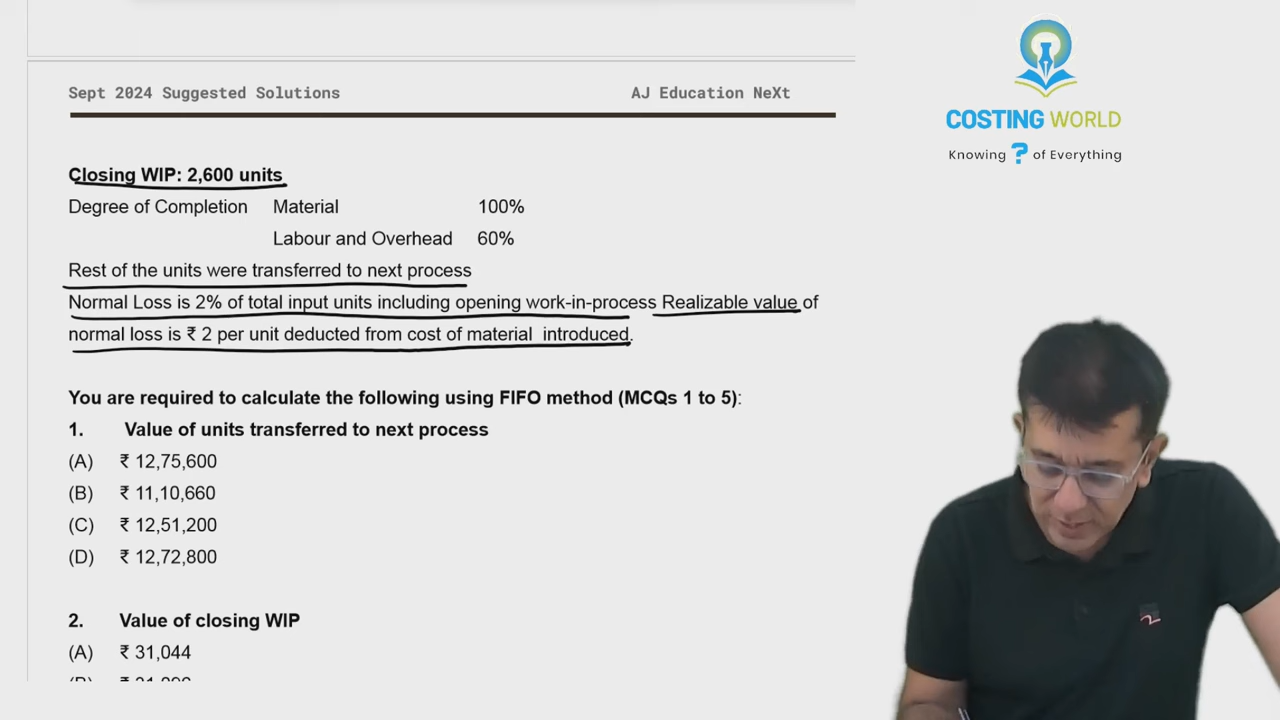 Sept 2024 Suggested Solutions AJ Education NeXt
COSTING WORLD
Knowing ? of Everything
Closing WIP: 2,600 units
Degree of Completion Material 100%
Labour and Overhead 60%
Rest of the units were transferred to next process
Normal Loss is 2% of total input units including opening work-in-process Realizable value of
normal loss is ₹ 2 per unit deducted from cost of material introduced.
You are required to calculate the following using FIFO method (MCQs 1 to 5):
1. Value of units transferred to next process
(A) ₹ 12,75,600
(B) ₹ 11,10,660
(C) ₹ 12,51,200
(D) ₹ 12,72,800
2. Value of closing WIP
(A) ₹ 31,044